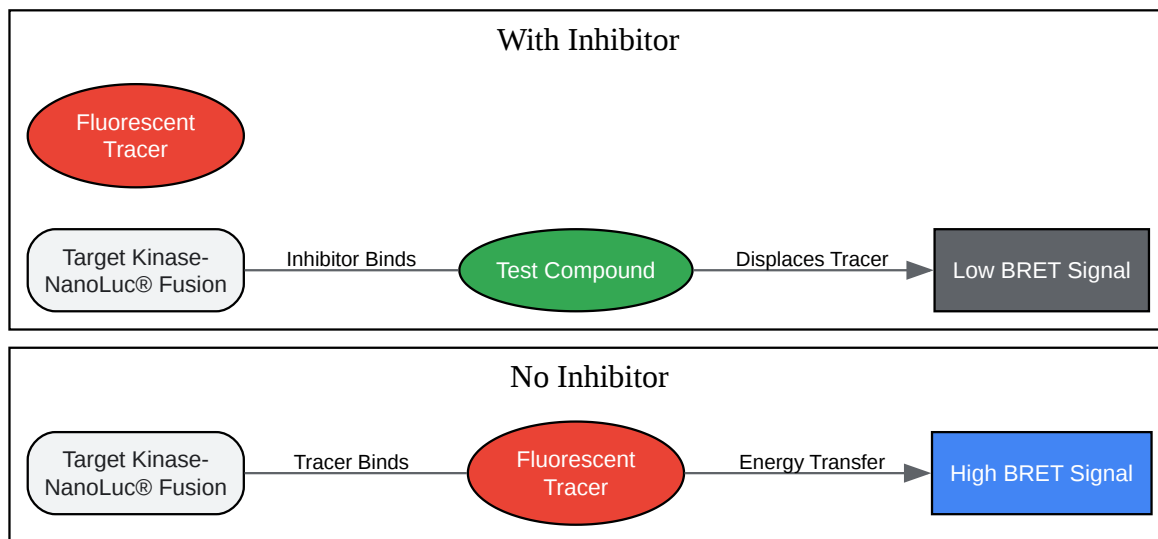 With Inhibitor
Fluorescent
Tracer
Target Kinase-
NanoLuc® Fusion
Inhibitor Binds
Test Compound
Displaces Tracer
Low BRET Signal
No Inhibitor
Target Kinase-
NanoLuc® Fusion
Tracer Binds
Fluorescent
Tracer
Energy Transfer
High BRET Signal